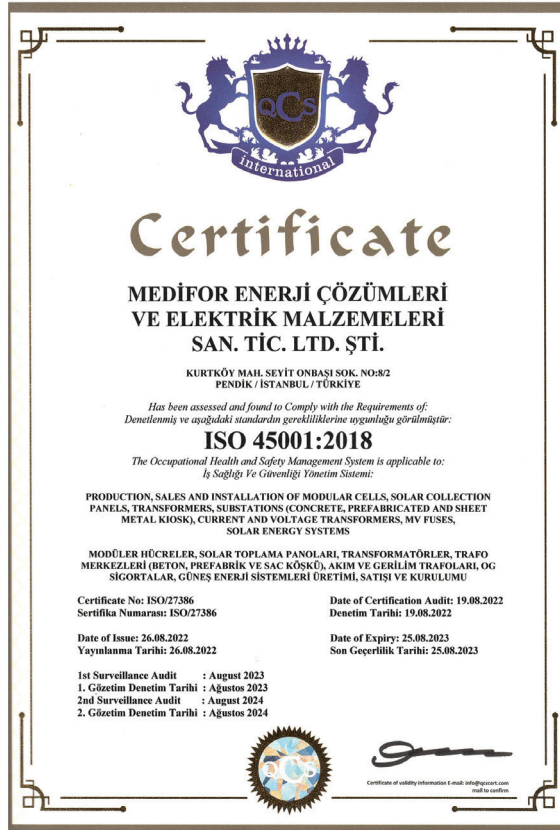 QCS
international
Certificate
MEDİFOR ENERJİ ÇÖZÜMLERİ
VE ELEKTRİK MALZEMELERİ
SAN. TİC. LTD. ŞTİ.
KURTKÖY MAH. SEYİT ONBAŞI SOK. NO:8/2
PENDİK / İSTANBUL / TÜRKİYE
Has been assessed and found to Comply with the Requirements of:
Denetlenmiş ve aşağıdaki standardın gerekliliklerine uygunluğu görülmüştür:
ISO 45001:2018
The Occupational Health and Safety Management System is applicable to:
İş Sağlığı Ve Güvenliği Yönetim Sistemi:
PRODUCTION, SALES AND INSTALLATION OF MODULAR CELLS, SOLAR COLLECTION
PANELS, TRANSFORMERS, SUBSTATIONS (CONCRETE, PREFABRICATED AND SHEET
METAL KIOSK), CURRENT AND VOLTAGE TRANSFORMERS, MV FUSES,
SOLAR ENERGY SYSTEMS
MODÜLER HÜCRELER, SOLAR TOPLAMA PANOLARI, TRANSFORMATÖRLER, TRAFO
MERKEZLERİ (BETON, PREFABRİK VE SAC KÖŞKÜ), AKIM VE GERİLİM TRAFOLARI, OG
SİGORTALAR, GÜNEŞ ENERJİ SİSTEMLERİ ÜRETİMİ, SATIŞI VE KURULUMU
Certificate No: ISO/27386
Sertifika Numarası: ISO/27386
Date of Certification Audit: 19.08.2022
Denetim Tarihi: 19.08.2022
Date of Issue: 26.08.2022
Yayınlanma Tarihi: 26.08.2022
Date of Expiry: 25.08.2023
Son Geçerlilik Tarihi: 25.08.2023
1st Surveillance Audit : August 2023
1. Gözetim Denetim Tarihi : Ağustos 2023
2nd Surveillance Audit : August 2024
2. Gözetim Denetim Tarihi : Ağustos 2024
QCS
Certificate of validity information E-mail: info@qcscert.com
mail to confirm